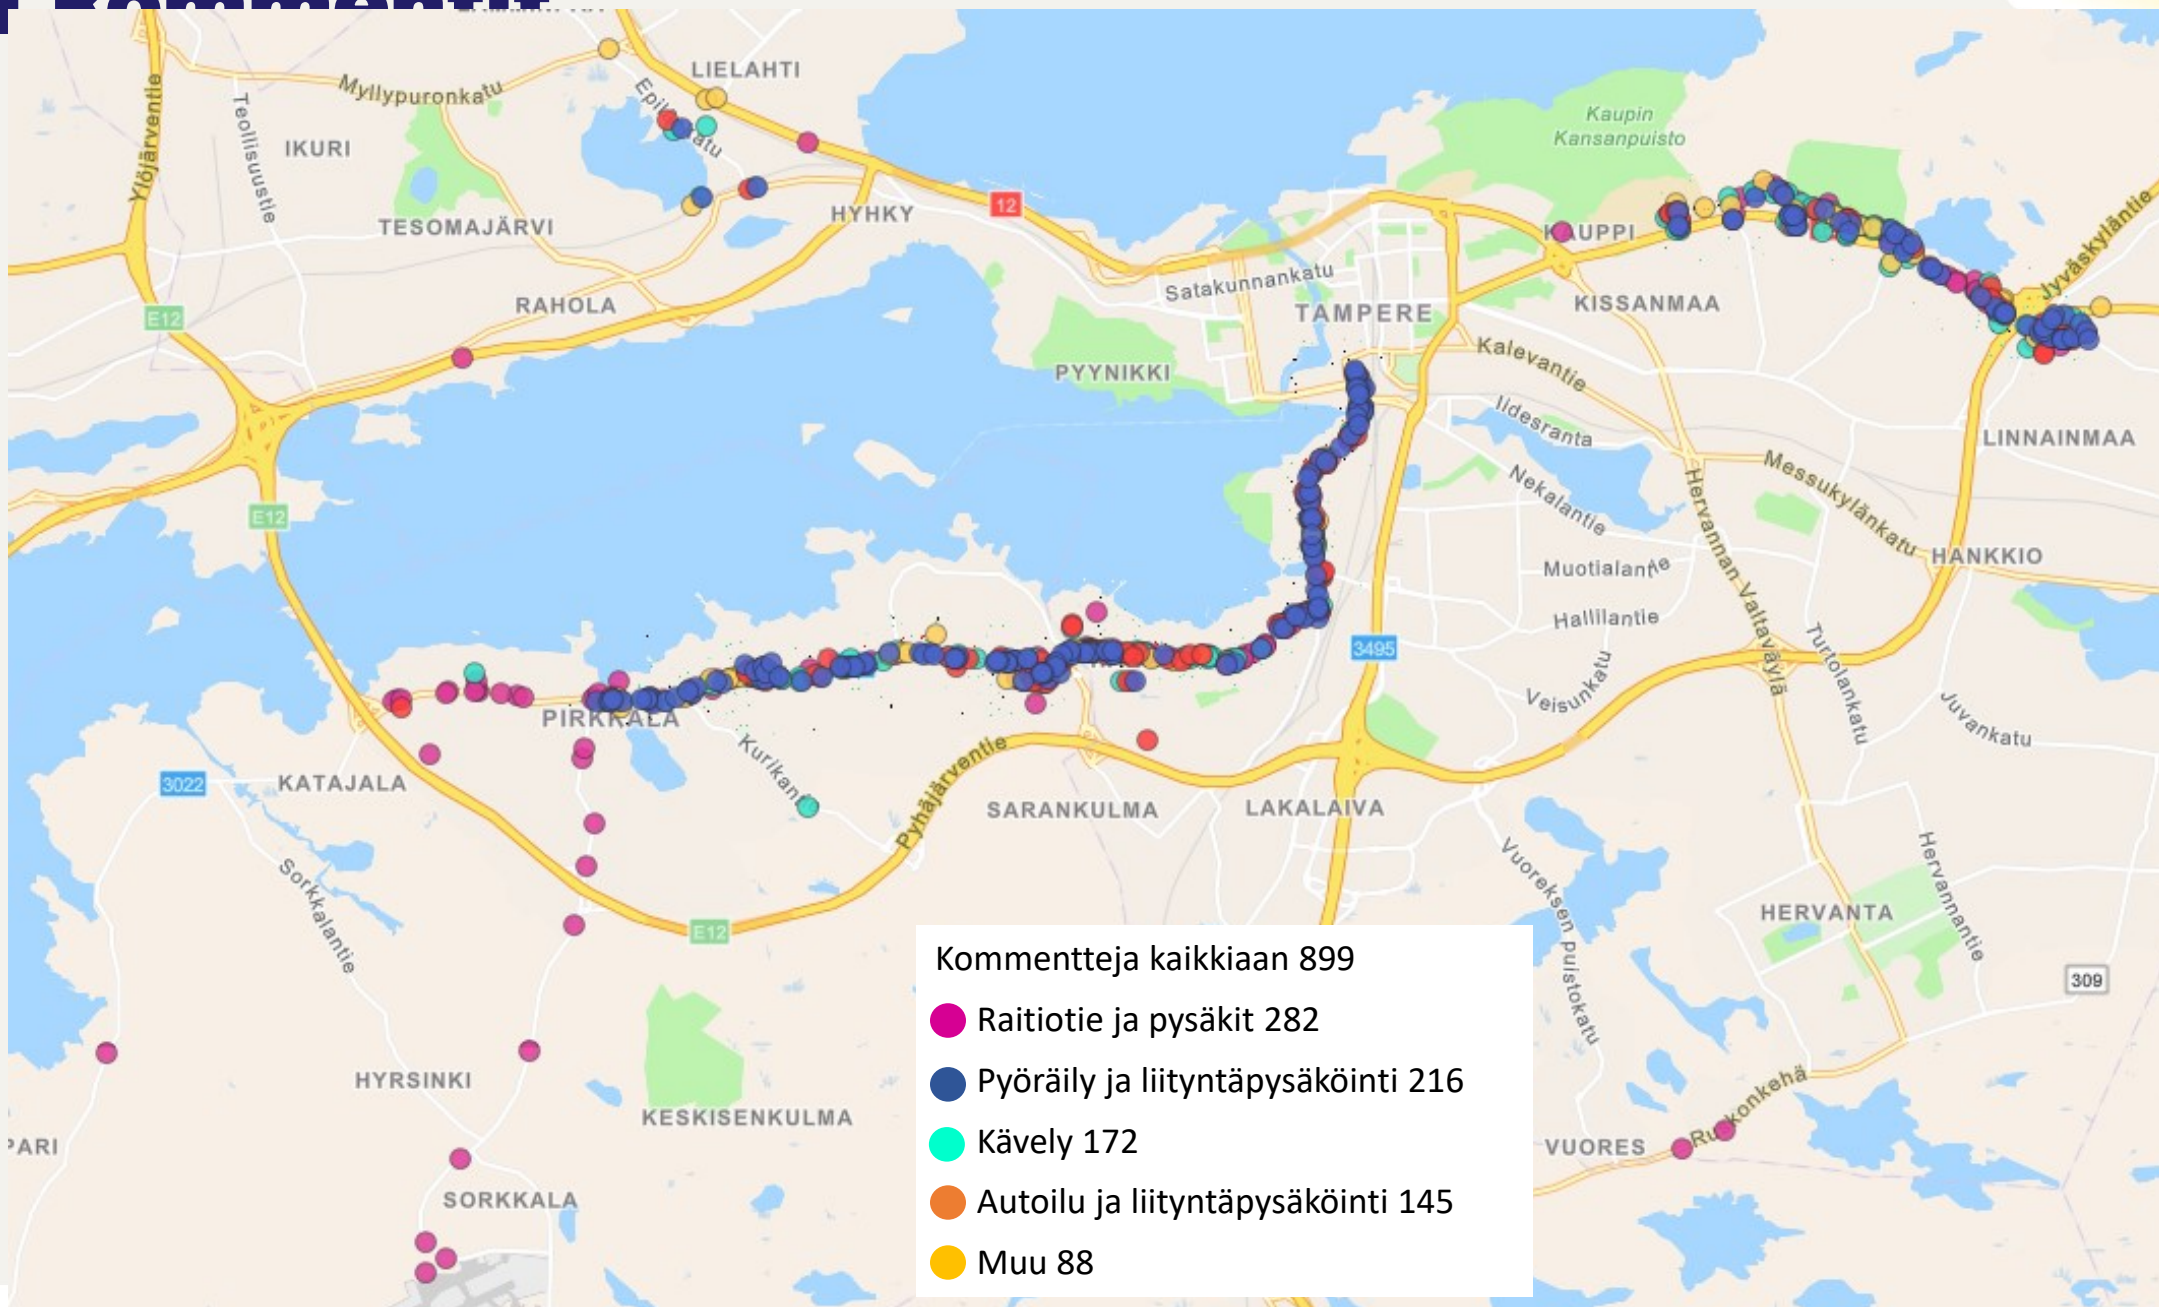 LIELAHTI
Myllypuronkatu
Ylöjärventie
Teollisuustie
IKURI
Kaupin
Kansanpuisto
TESOMAJÄRVI
HYHKY
12
KAUPPI
Jyväskyläntie
Satakunnankatu
RAHOLA
E12
TAMPERE
KISSANMAA
PYYNIKKI
Kalevantie
Iidesranta
LINNAINMAA
Messukylänkatu
Nekalantie
Hervannan Valtaväylä
E12
HANKKIO
Muotialantie
Hallilantie
3495
Turtolankatu
Veisunkatu
Juvankatu
PIRKKALA
Kurikantie
Pyhäjärventie
3022
KATAJALA
SARANKULMA
LAKALAIVA
Vuoreksen puistokatu
Hervannantie
Sorkkalantie
HERVANTA
E12
309
Kommentteja kaikkiaan 899
Raitiotie ja pysäkit 282
Pyöräily ja liityntäpysäköinti 216
Kävely 172
Autoilu ja liityntäpysäköinti 145
Muu 88
HYRSINKI
KESKISENKULMA
Ruskonkehä
VUORES
SORKKALA